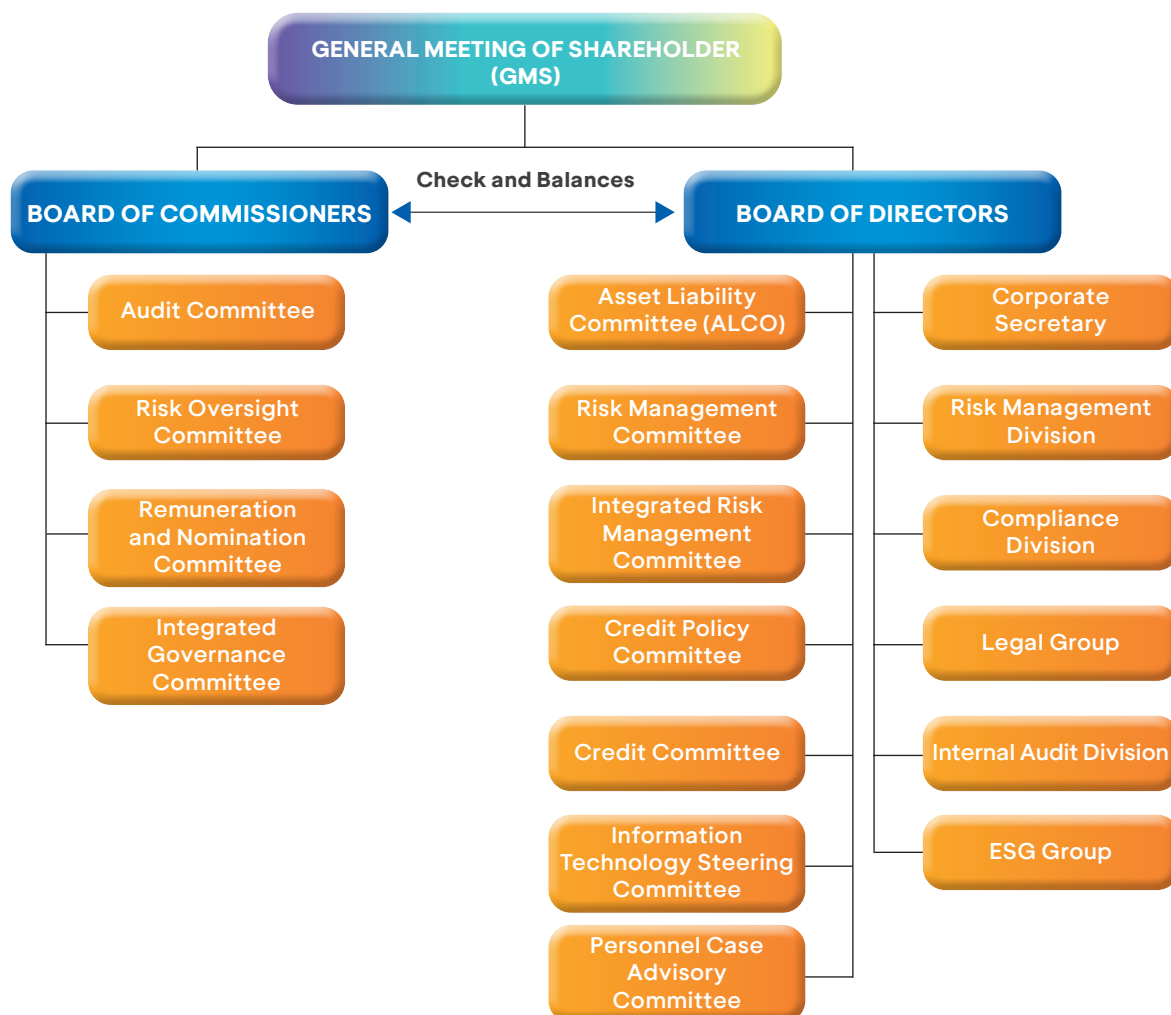 GENERAL MEETING OF SHAREHOLDER
(GMS)
Check and Balances
BOARD OF COMMISSIONERS
BOARD OF DIRECTORS
Audit Committee
Risk Oversight
Committee
Remuneration
and Nomination
Committee
Integrated
Governance
Committee
Asset Liability
Committee (ALCO)
Risk Management
Committee
Integrated Risk
Management
Committee
Credit Policy
Committee
Credit Committee
Information
Technology Steering
Committee
Personnel Case
Advisory
Committee
Corporate
Secretary
Risk Management
Division
Compliance
Division
Legal Group
Internal Audit Division
ESG Group